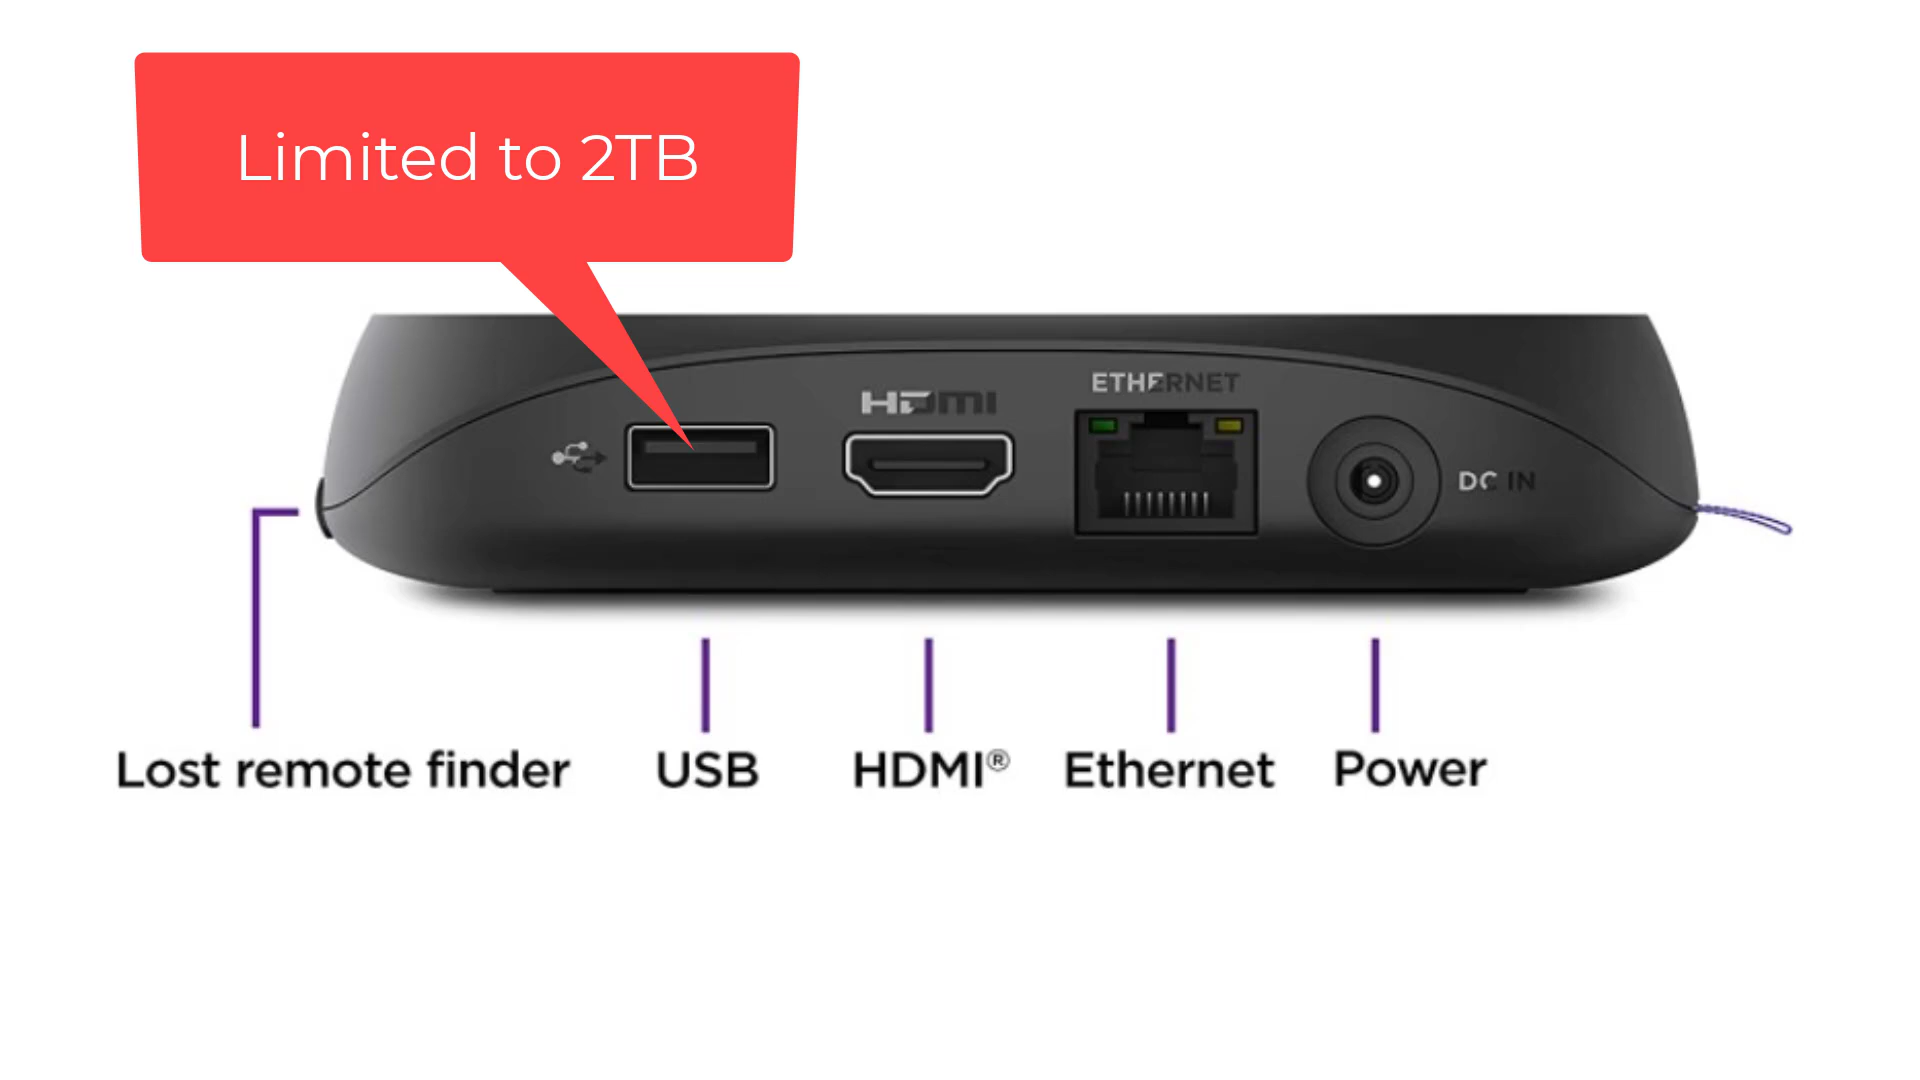 Limited to 2TB
HDMI
ETHERNET
DC IN
Lost remote finder
USB
HDMI®
Ethernet
Power